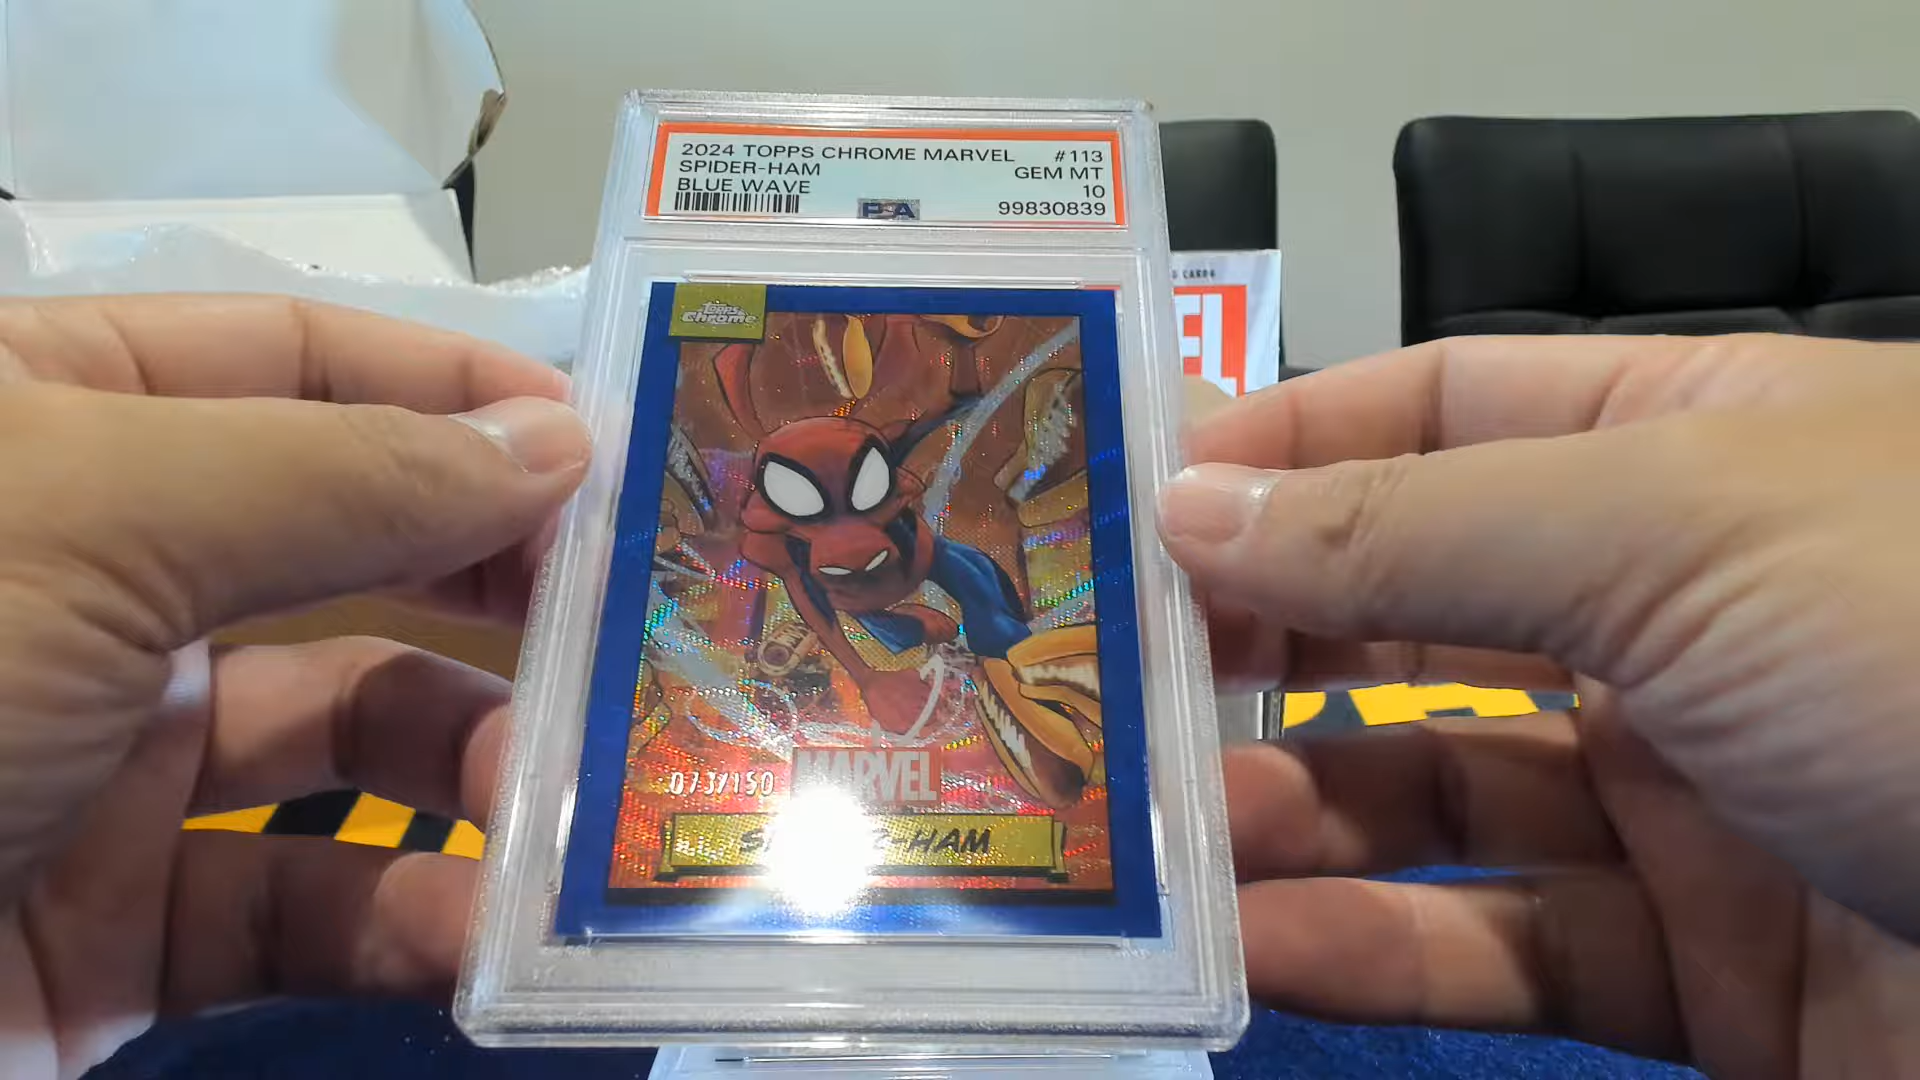 2024 TOPPS CHROME MARVEL #113
SPIDER-HAM GEM MT
BLUE WAVE 10
PSA 99830839
Topps
Chrome
073/150 MARVEL